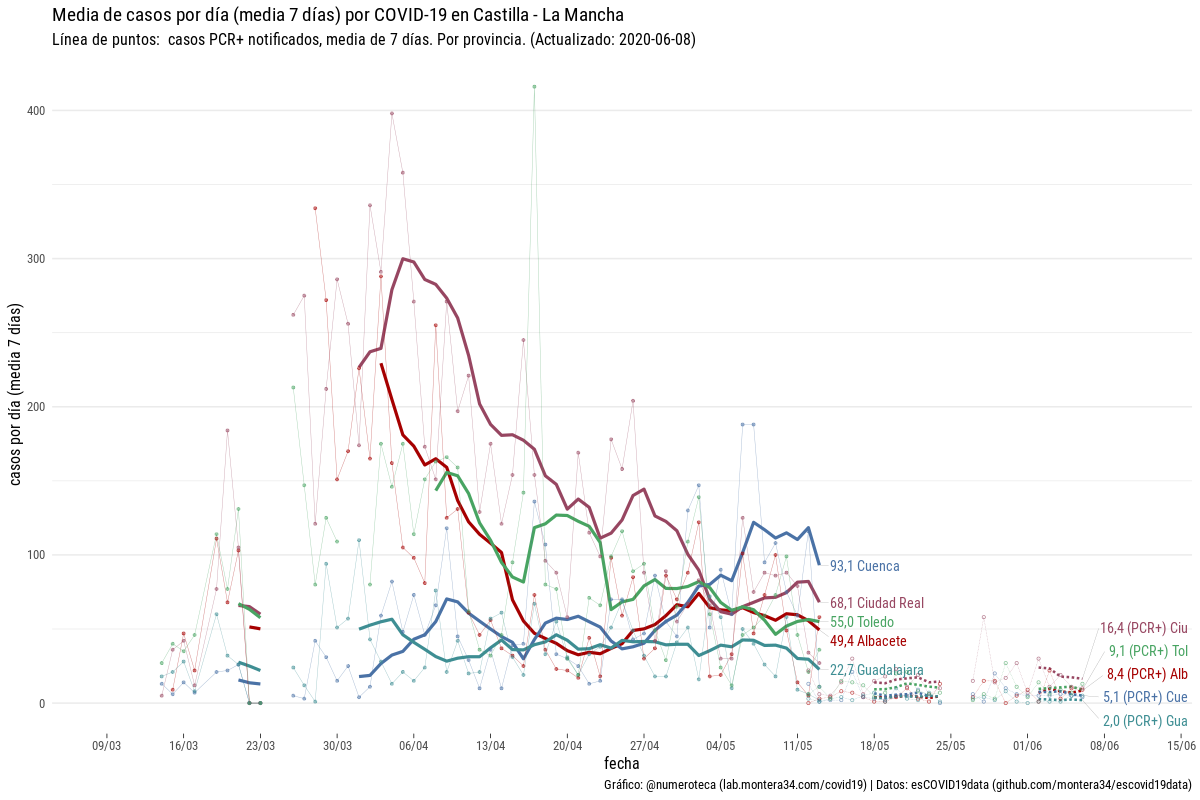 Media de casos por día (media 7 días) por COVID-19 en Castilla - La Mancha
Línea de puntos:  casos PCR+ notificados, media de 7 días. Por provincia. (Actualizado: 2020-06-08)
casos por día (media 7 días)
400
300
200
100
0
93,1 Cuenca
68,1 Ciudad Real
55,0 Toledo
49,4 Albacete
22,7 Guadalajara
16,4 (PCR+) Ciu
9,1 (PCR+) Tol
8,4 (PCR+) Alb
5,1 (PCR+) Cue
2,0 (PCR+) Gua
09/03 16/03 23/03 30/03 06/04 13/04 20/04 27/04 04/05 11/05 18/05 25/05 01/06 08/06 15/06
fecha
Gráfico: @numeroteca (lab.montera34.com/covid19) | Datos: esCOVID19data (github.com/montera34/escovid19data)